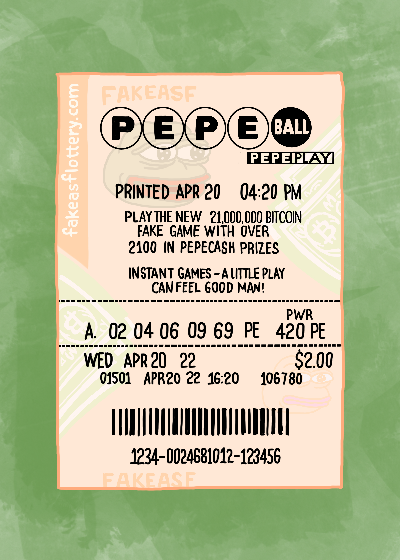 FAKEASF
fakeasflottery.com
PEPE BALL
PEPEPLAY
PRINTED APR 20 04:20 PM
PLAY THE NEW 21,000,000 BITCOIN
FAKE GAME WITH OVER
2100 IN PEPECASH PRIZES
INSTANT GAMES - A LITTLE PLAY
CAN FEEL GOOD MAN!
PWR
A. 02 04 06 09 69 PE 420 PE
WED APR 20 22 $2.00
01501 APR20 22 16:20 106780
1234-0024681012-123456
FAKEASF